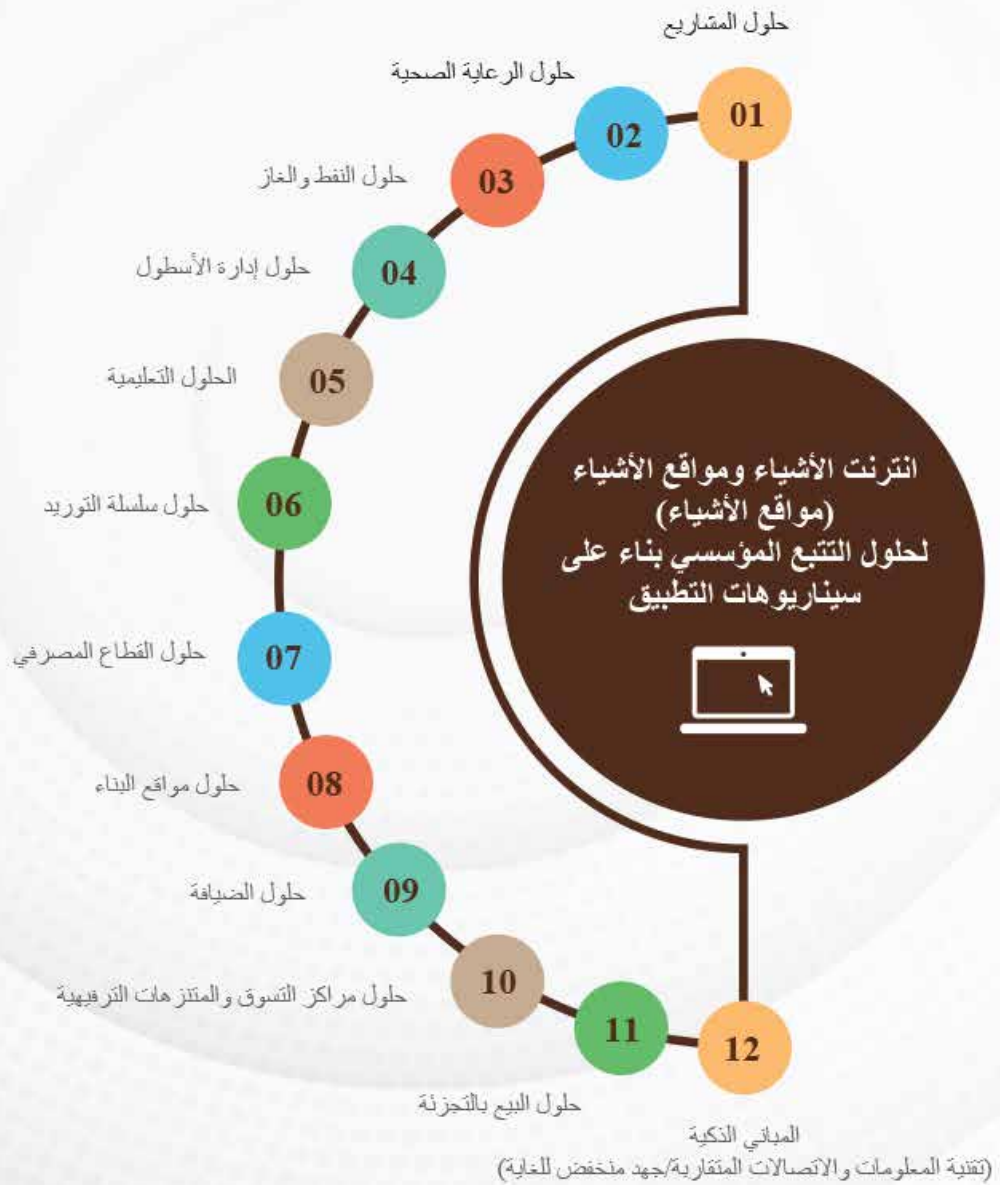 حلول المشاريع
01
حلول الرعاية الصحية
02
حلول النفط والغاز
03
حلول إدارة الأسطول
04
الحلول التعليمية
05
حلول سلسلة التوريد
06
حلول القطاع المصرفي
07
حلول مواقع البناء
08
حلول الضيافة
09
حلول مراكز التسوق والمتنزهات الترفيهية
10
حلول البيع بالتجزئة
11
12
المباني الذكية
(تقنية المعلومات والاتصالات المتقاربة/جهد منخفض للغاية)
انترنت الأشياء ومواقع الأشياء
(مواقع الأشياء)
لحلول التتبع المؤسسي بناء على
سيناريوهات التطبيق